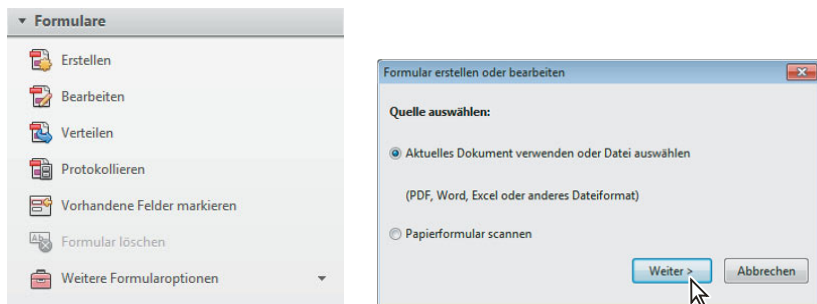 Formulare
Erstellen
Bearbeiten
Verteilen
Protokollieren
Vorhandene Felder markieren
Formular löschen
Weitere Formularoptionen
Formular erstellen oder bearbeiten
Quelle auswählen:
Aktuelles Dokument verwenden oder Datei auswählen
(PDF, Word, Excel oder anderes Dateiformat)
Papierformular scannen
Weiter >
Abbrechen